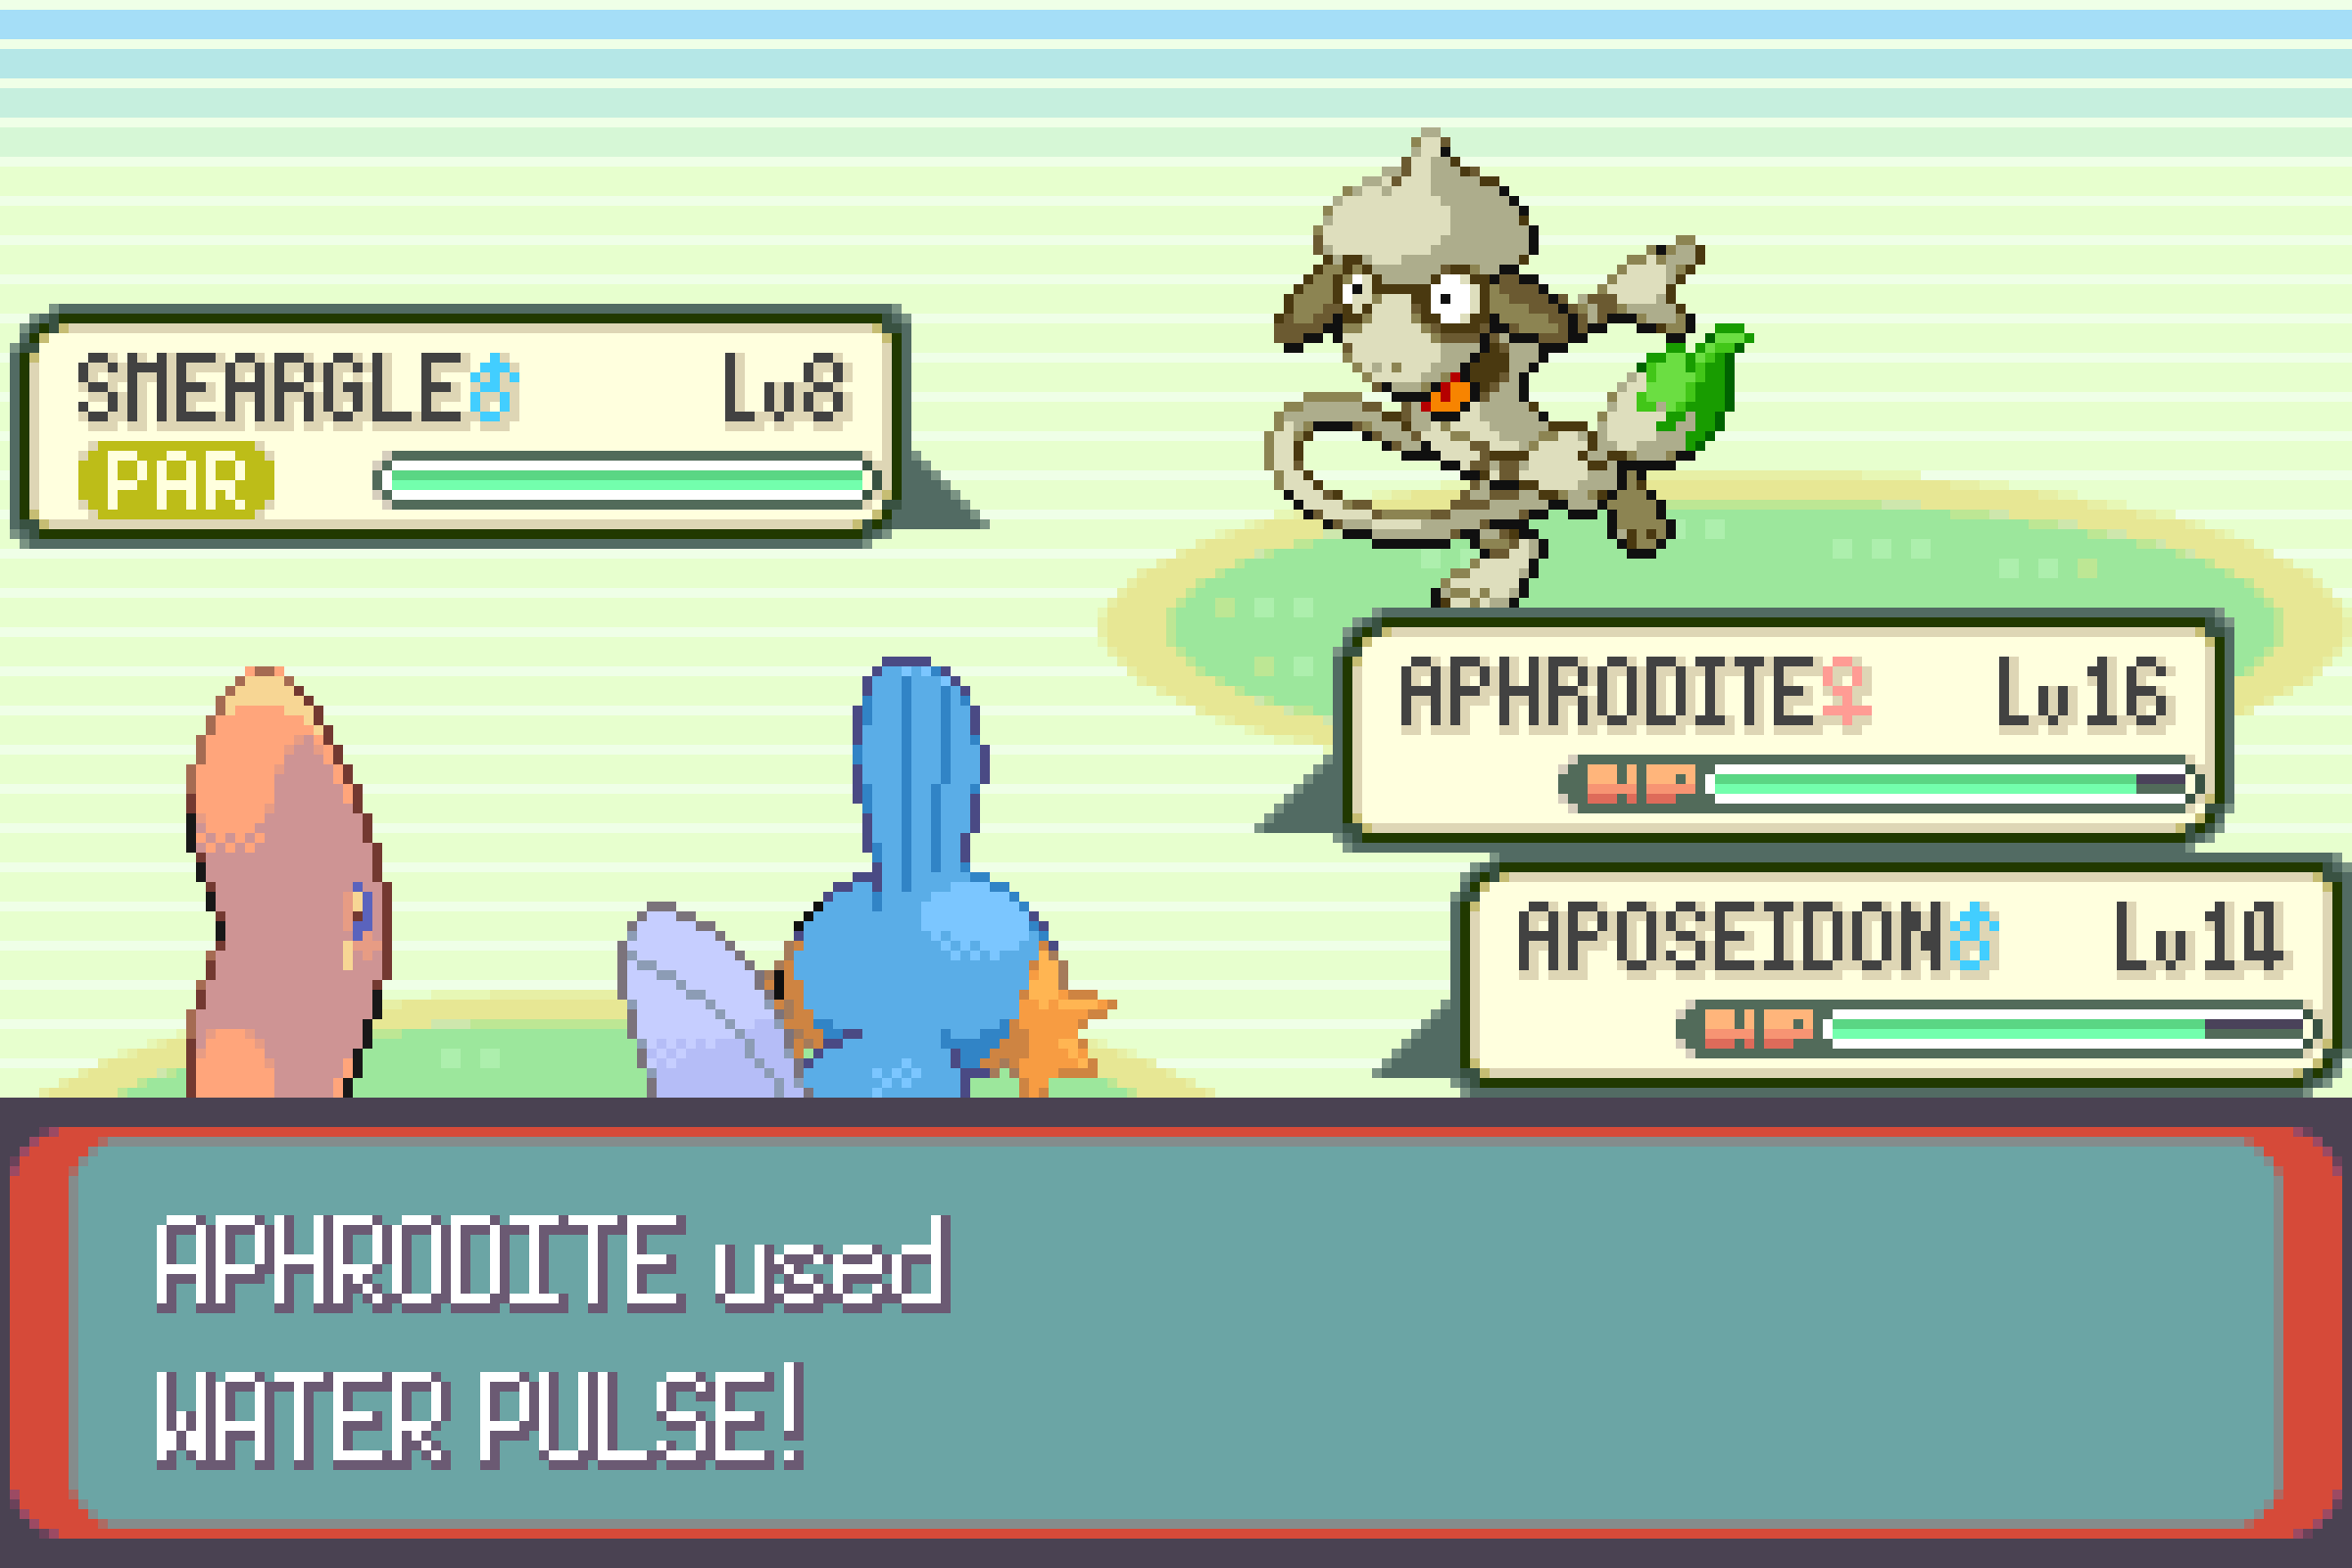 SMEARGLE♂ Lv8
PAR
APHRODITE♀ Lv16
HP
APOSEIDON♂ Lv14
HP
APHRODITE used
WATER PULSE!